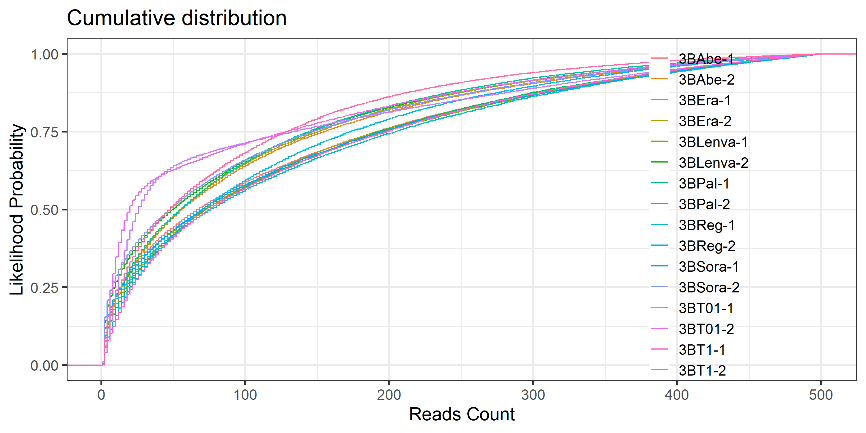 Cumulative distribution
Likelihood Probability
1.00
0.75
0.50
0.25
0.00
3BAbe-1
3BAbe-2
3BEra-1
3BEra-2
3BLenva-1
3BLenva-2
3BPal-1
3BPal-2
3BReg-1
3BReg-2
3BSora-1
3BSora-2
3BT01-1
3BT01-2
3BT1-1
3BT1-2
0 100 200 300 400 500
Reads Count